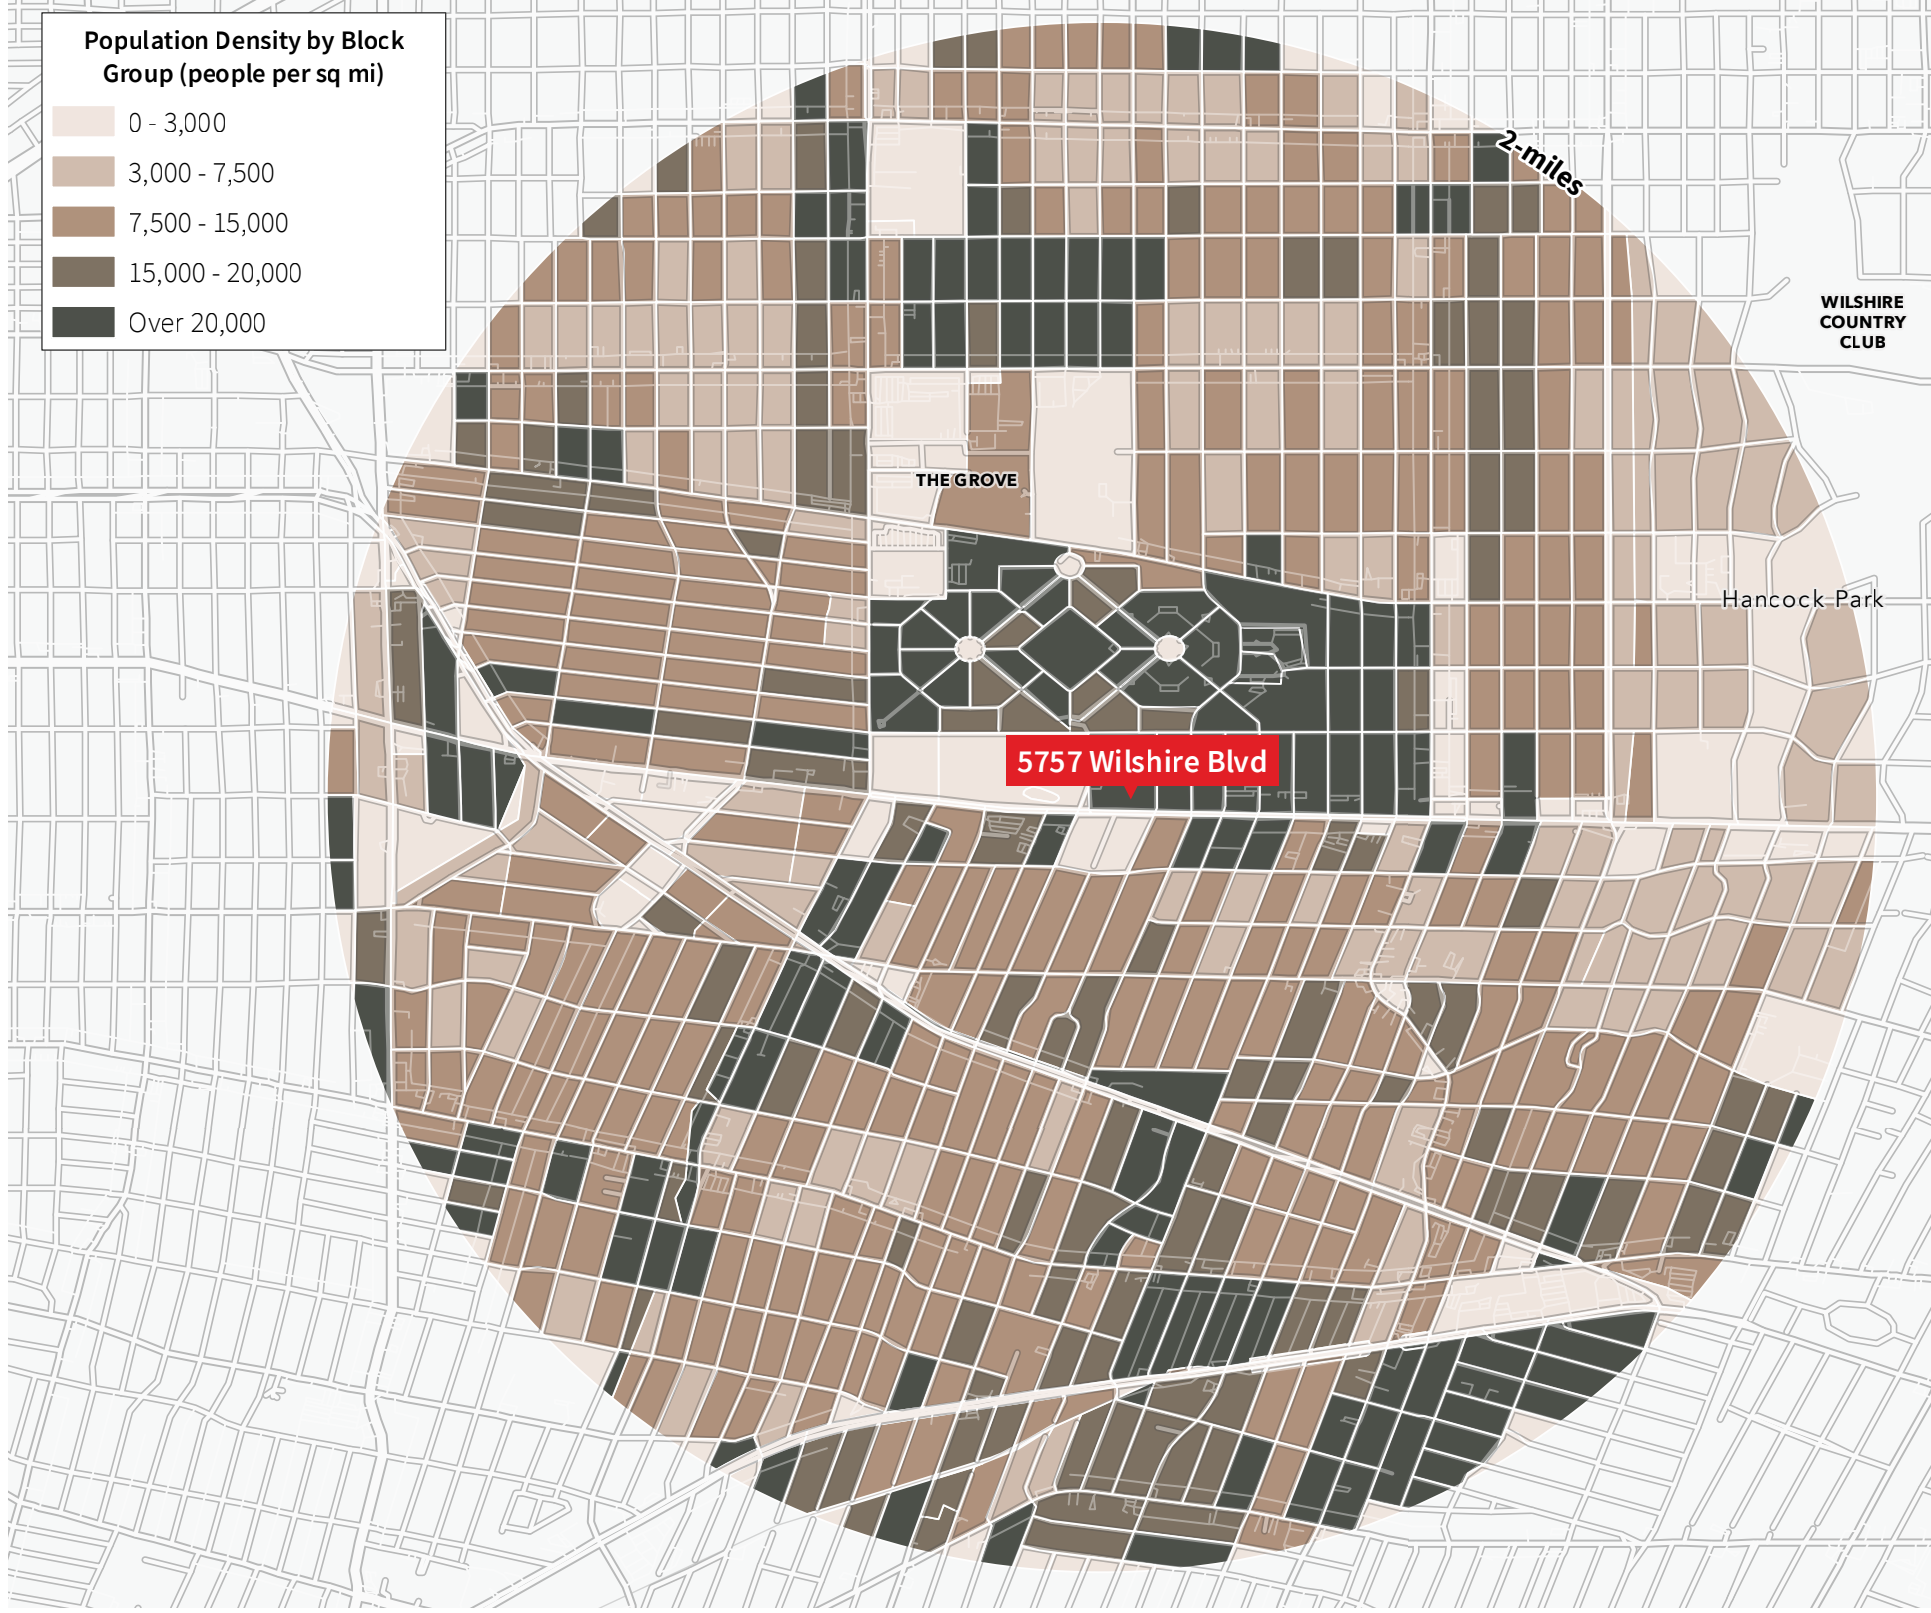 Population Density by Block
Group (people per sq mi)
0 - 3,000
3,000 - 7,500
7,500 - 15,000
15,000 - 20,000
Over 20,000
2-miles
WILSHIRE
COUNTRY
CLUB
THE GROVE
Hancock Park
5757 Wilshire Blvd